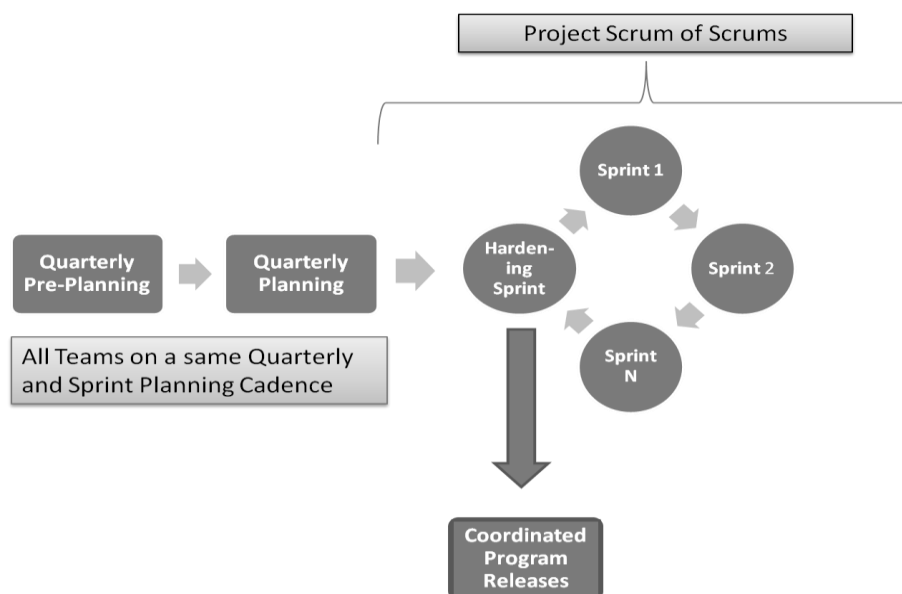 Project Scrum of Scrums
Sprint 1
Quarterly
Pre-Planning
Quarterly
Planning
Harden-
ing
Sprint
Sprint 2
Sprint
N
All Teams on a same Quarterly
and Sprint Planning Cadence
Coordinated
Program
Releases